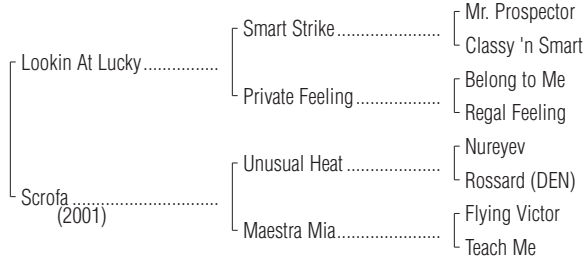 Mr. Prospector
Smart Strike..................
Classy 'n Smart
Lookin At Lucky................
Belong to Me
Private Feeling....................
Regal Feeling
Nureyev
Unusual Heat ..................
Rossard (DEN)
Scrofa...............................
(2001)
Flying Victor
Maestra Mia.....................
Teach Me